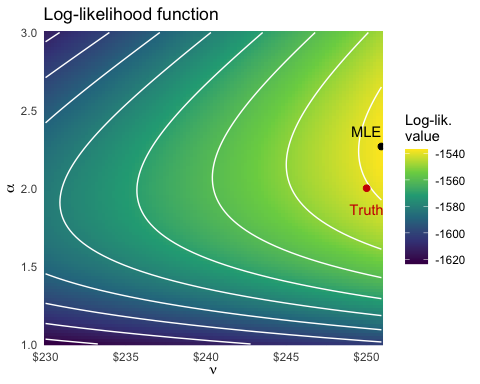 Log-likelihood function
3.0
2.5
2.0
1.5
1.0
α
$230
$235
$240
$245
$250
ν
MLE
Truth
Log-lik.
value
-1540
-1560
-1580
-1600
-1620